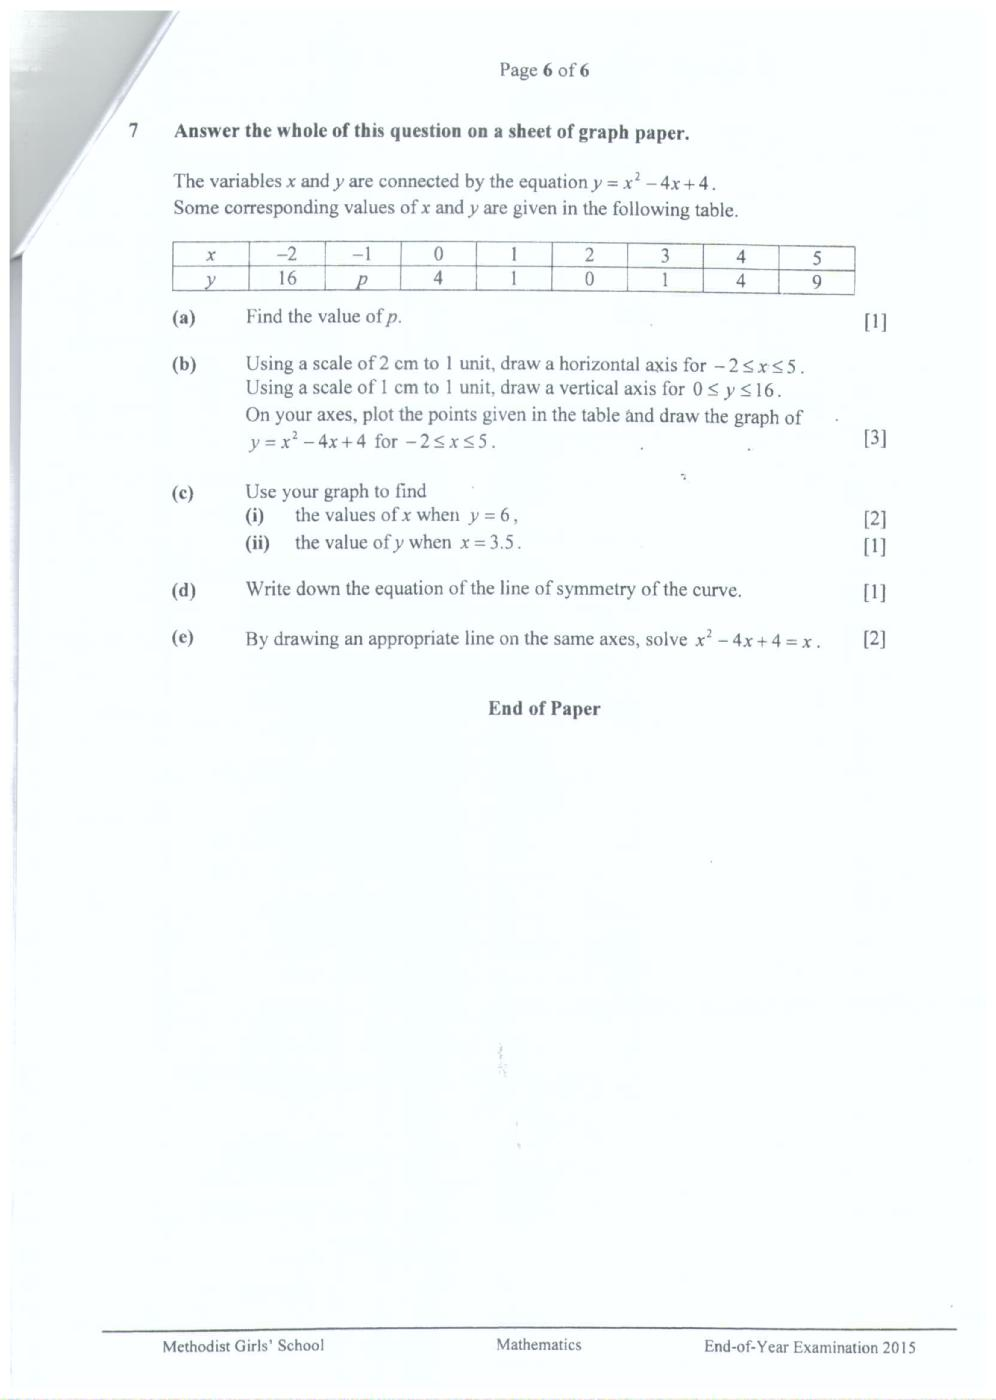 Page 6 of 6
7 Answer the whole of this question on a sheet of graph paper.
The variables x and y are connected by the equation y = x² − 4x + 4.
Some corresponding values of x and y are given in the following table.
x −2 −1 0 1 2 3 4 5
y 16 p 4 1 0 1 4 9
(a) Find the value of p. [1]
(b) Using a scale of 2 cm to 1 unit, draw a horizontal axis for −2 ≤ x ≤ 5.
Using a scale of 1 cm to 1 unit, draw a vertical axis for 0 ≤ y ≤ 16.
On your axes, plot the points given in the table and draw the graph of
y = x² − 4x + 4 for −2 ≤ x ≤ 5. [3]
(c) Use your graph to find
(i) the values of x when y = 6, [2]
(ii) the value of y when x = 3.5. [1]
(d) Write down the equation of the line of symmetry of the curve. [1]
(e) By drawing an appropriate line on the same axes, solve x² − 4x + 4 = x. [2]
End of Paper
Methodist Girls' School Mathematics End-of-Year Examination 2015